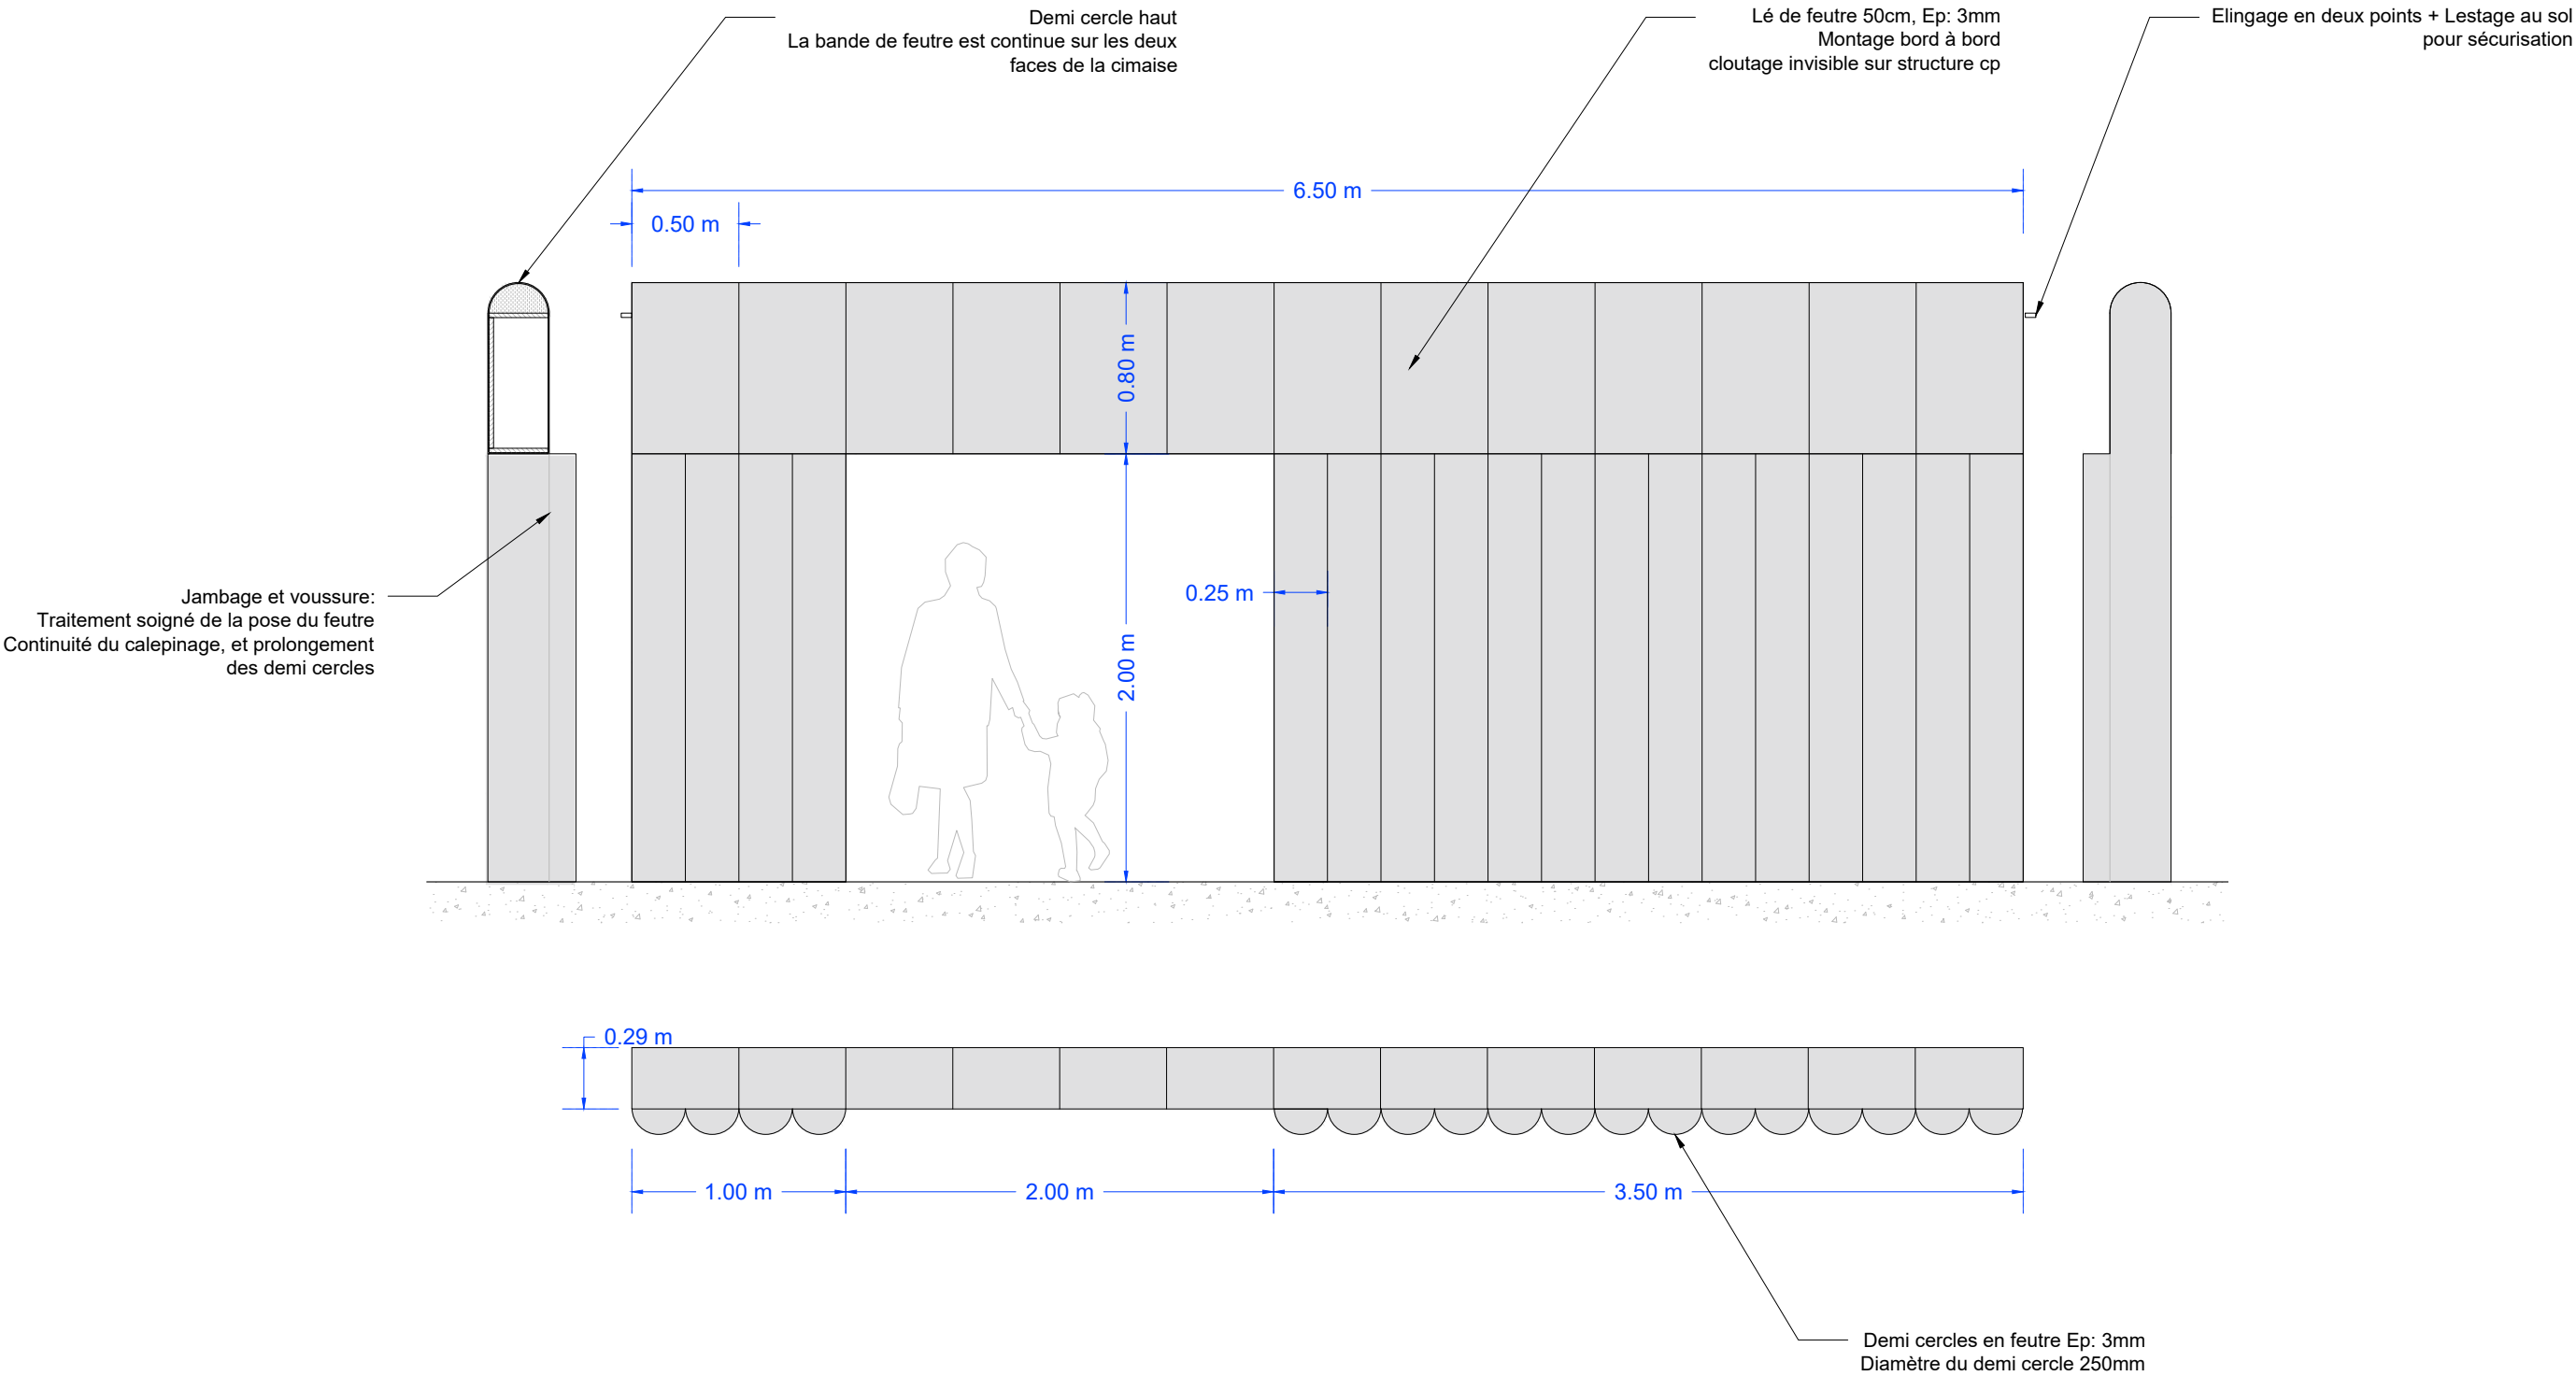 Demi cercle haut
La bande de feutre est continue sur les deux
faces de la cimaise
Lé de feutre 50cm, Ep: 3mm
Montage bord à bord
cloutage invisible sur structure cp
Elingage en deux points + Lestage au sol
pour sécurisation
6.50 m
0.50 m
0.80 m
Jambage et voussure:
Traitement soigné de la pose du feutre
Continuité du calepinage, et prolongement
des demi cercles
0.25 m
2.00 m
0.29 m
1.00 m
2.00 m
3.50 m
Demi cercles en feutre Ep: 3mm
Diamètre du demi cercle 250mm